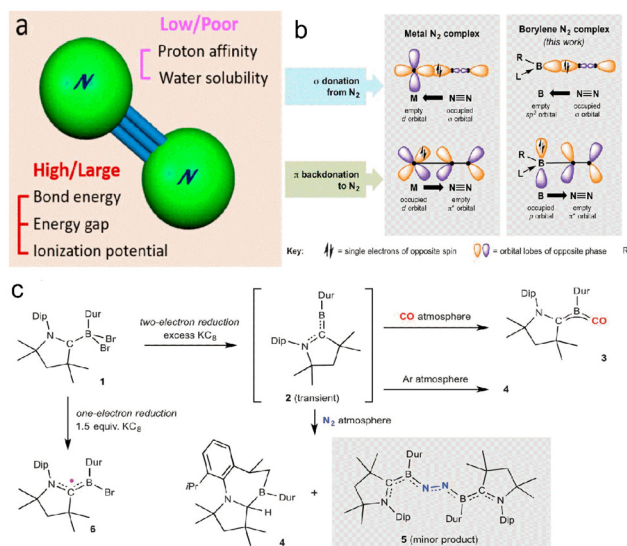 a
Low/Poor
Proton affinity
Water solubility
N
N
High/Large
Bond energy
Energy gap
Ionization potential
b
Metal N2 complex
Borylene N2 complex
(this work)
σ donation
from N2
R
L
B
M
N≡N
B
N≡N
empty
d orbital
occupied
σ orbital
empty
sp2 orbital
occupied
σ orbital
π backdonation
to N2
R
L
B
M
N≡N
B
N≡N
occupied
d orbital
empty
π* orbital
occupied
p orbital
empty
π* orbital
Key:
= single electrons of opposite spin
= orbital lobes of opposite phase
R
c
Dip
N
C
Dur
B
Br
Br
1
two-electron reduction
excess KC8
Dur
B
C
Dip
N
2 (transient)
CO atmosphere
Ar atmosphere
4
Dip
N
C
Dur
B
CO
3
N2 atmosphere
one-electron reduction
1.5 equiv. KC8
Dip
N
C
Dur
B
Br
6
iPr
N
B
Dur
H
4
+
Dur
B
C
N
Dip
N
N
B
Dur
C
N
Dip
5 (minor product)